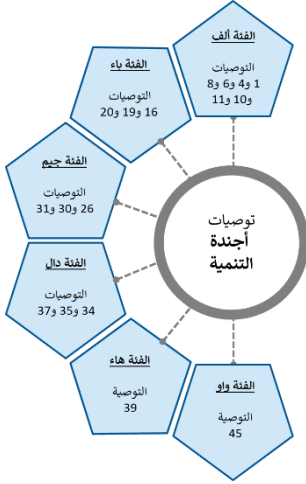 الفئة ألف
التوصيات
1 و4 و6 و8
و10 و11
الفئة باء
التوصيات
16 و19 و20
الفئة جيم
التوصيات
26 و30 و31
الفئة دال
التوصيات
34 و35 و37
الفئة هاء
التوصية
39
الفئة واو
التوصية
45
توصيات
أجندة
التنمية